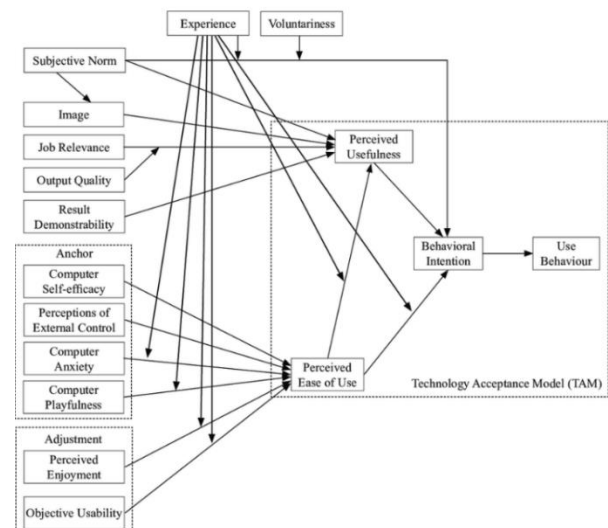 Experience
Voluntariness
Subjective Norm
Image
Job Relevance
Output Quality
Result
Demonstrability
Perceived
Usefulness
Behavioral
Intention
Use
Behaviour
Anchor
Computer
Self-efficacy
Perceptions of
External Control
Computer
Anxiety
Computer
Playfulness
Perceived
Ease of Use
Technology Acceptance Model (TAM)
Adjustment
Perceived
Enjoyment
Objective Usability